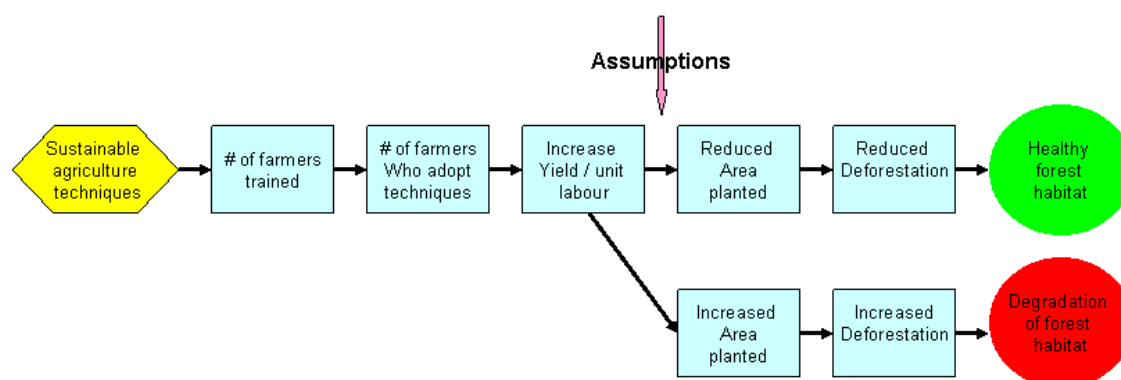 Assumptions
Sustainable
agriculture
techniques
# of farmers
trained
# of farmers
Who adopt
techniques
Increase
Yield / unit
labour
Reduced
Area
planted
Reduced
Deforestation
Healthy
forest
habitat
Increased
Area
planted
Increased
Deforestation
Degradation
of forest
habitat